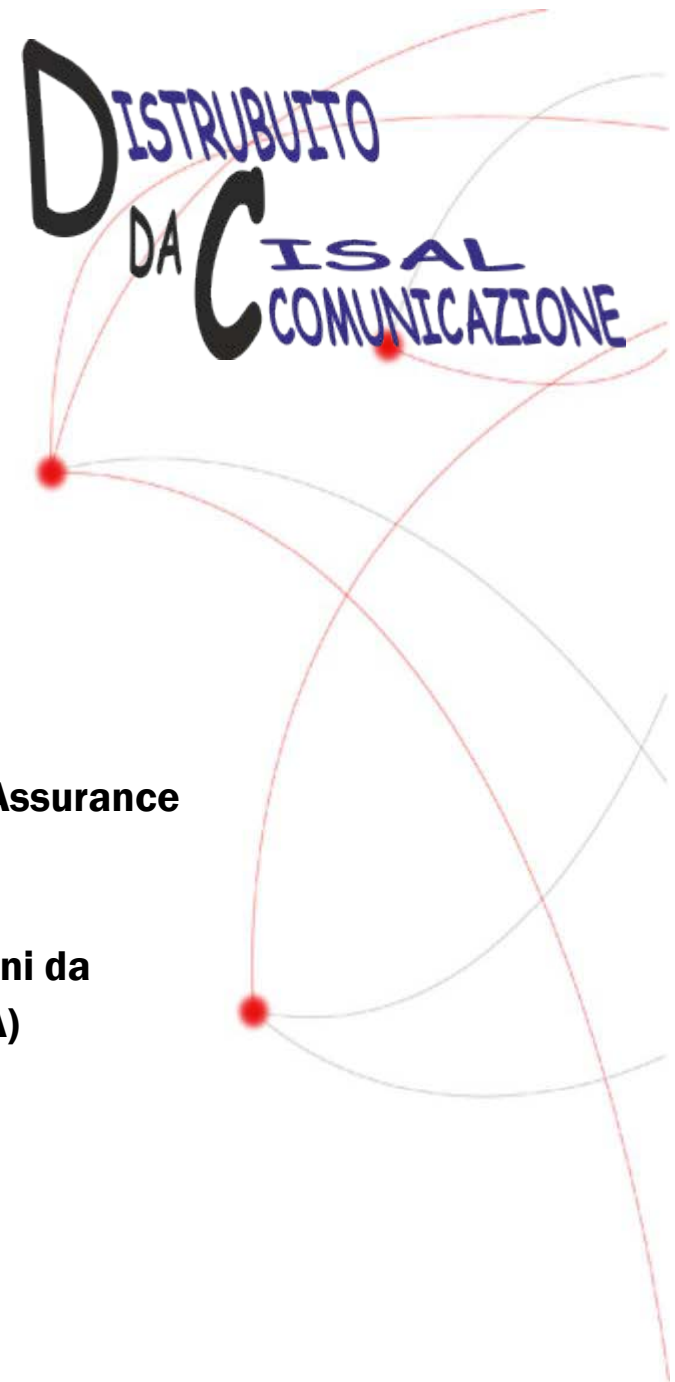 DISTRUBUITO
DA CISAL
COMUNICAZIONE
Assurance
ni da
A)